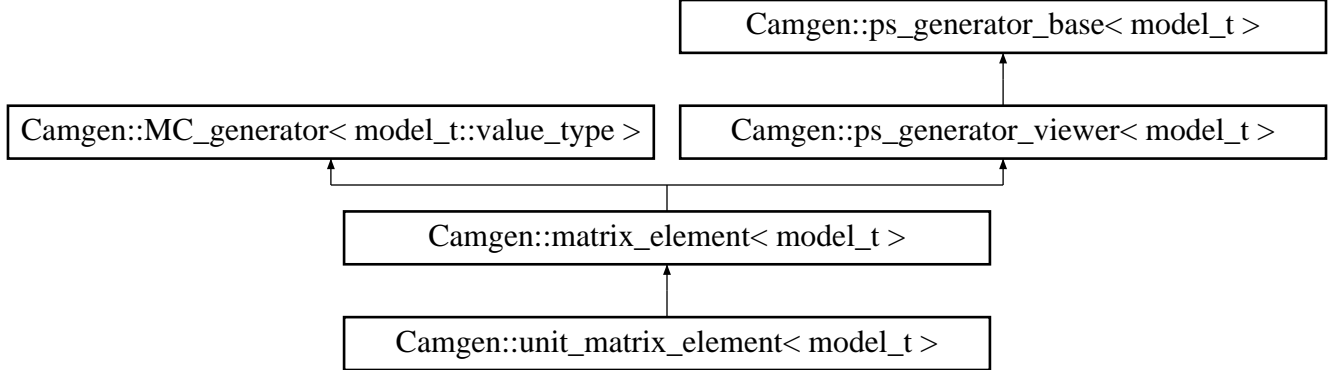 Camgen::ps_generator_base< model_t >
Camgen::MC_generator< model_t::value_type >
Camgen::ps_generator_viewer< model_t >
Camgen::matrix_element< model_t >
Camgen::unit_matrix_element< model_t >